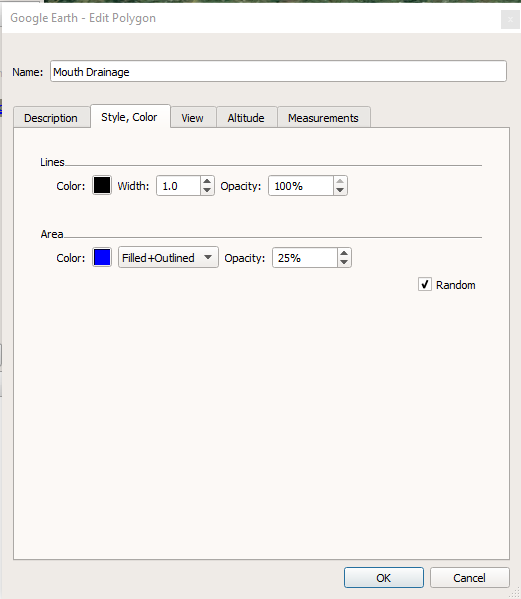 Google Earth - Edit Polygon
Name: Mouth Drainage
Description Style, Color View Altitude Measurements
Lines
Color: Width: 1.0 Opacity: 100%
Area
Color: Filled+Outlined Opacity: 25%
Random
OK Cancel